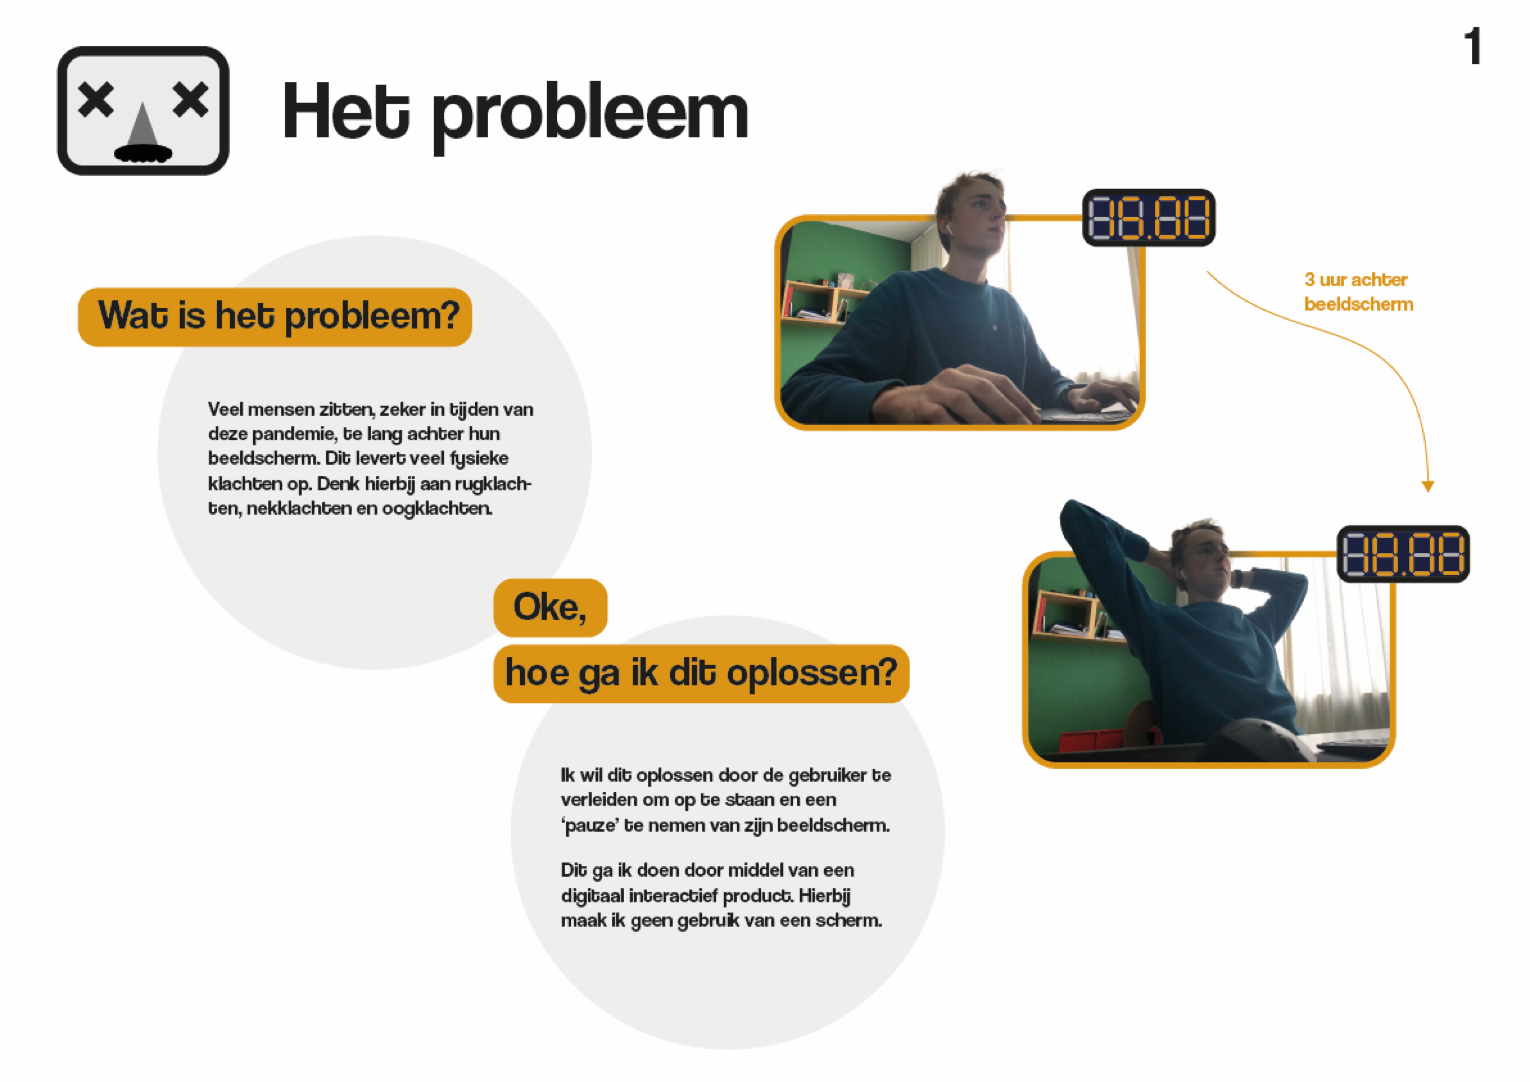 1
Het probleem
Wat is het probleem?
Veel mensen zitten, zeker in tijden van
deze pandemie, te lang achter hun
beeldscherm. Dit levert veel fysieke
klachten op. Denk hierbij aan rugklach-
ten, nekklachten en oogklachten.
Oke,
hoe ga ik dit oplossen?
Ik wil dit oplossen door de gebruiker te
verleiden om op te staan en een
‘pauze’ te nemen van zijn beeldscherm.
Dit ga ik doen door middel van een
digitaal interactief product. Hierbij
maak ik geen gebruik van een scherm.
15.00
3 uur achter
beeldscherm
18.00